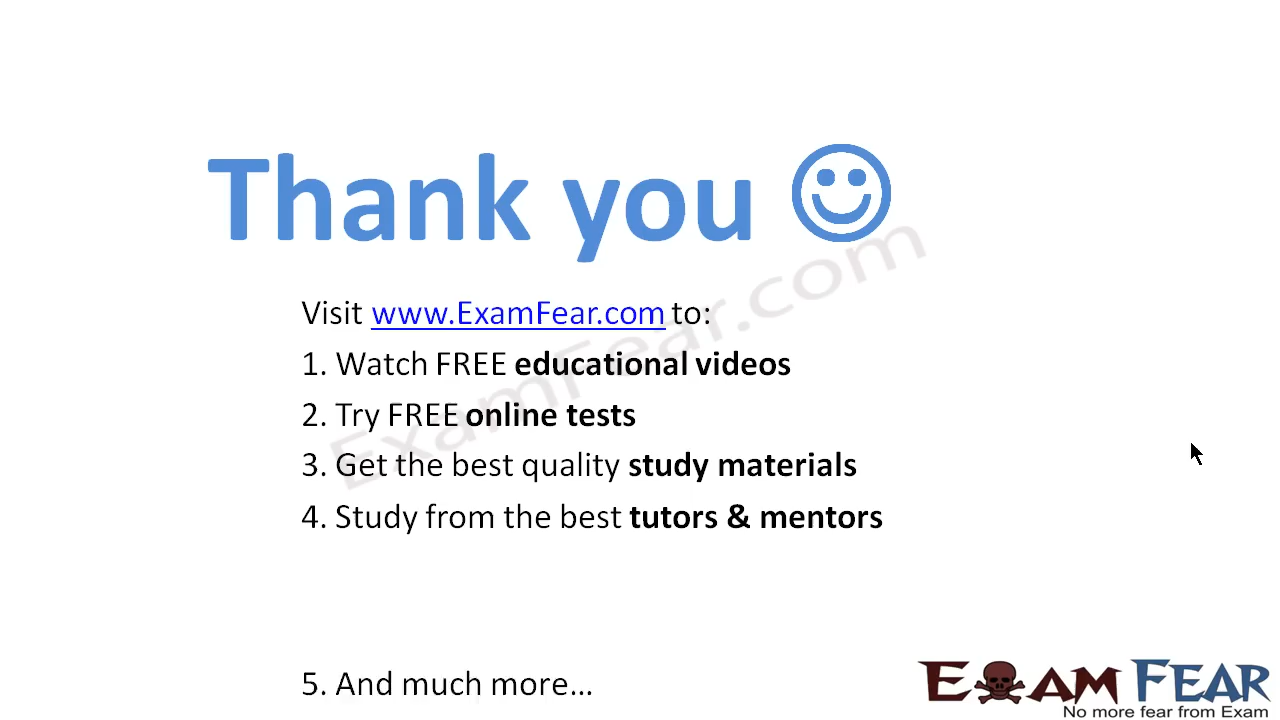 Thank you
Visit www.ExamFear.com to:
1. Watch FREE educational videos
2. Try FREE online tests
3. Get the best quality study materials
4. Study from the best tutors & mentors
5. And much more...
ExamFear.com
EXAM FEAR
No more fear from Exam